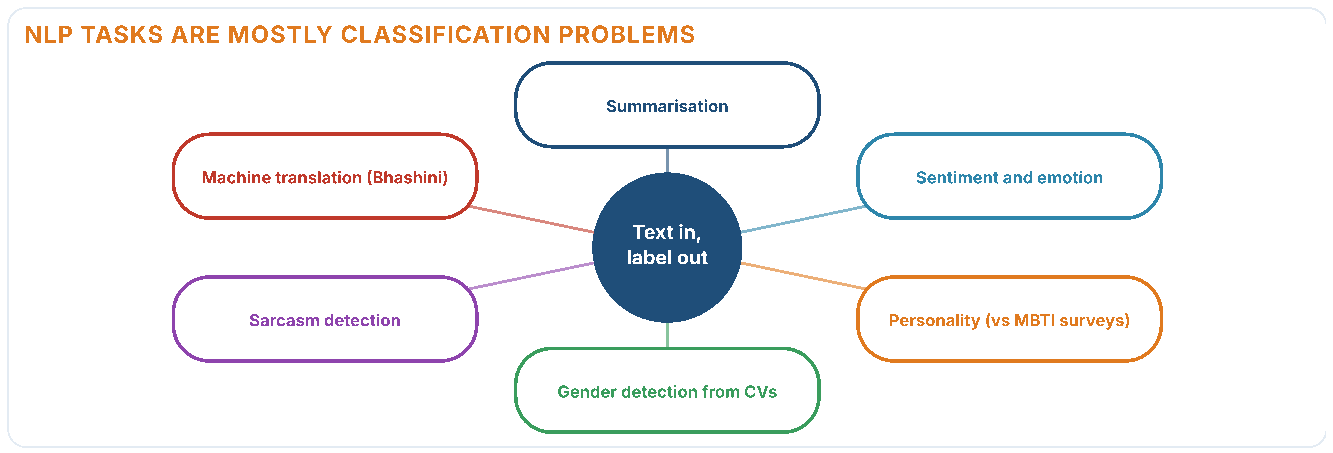 NLP TASKS ARE MOSTLY CLASSIFICATION PROBLEMS
Summarisation
Machine translation (Bhashini)
Sentiment and emotion
Text in,
label out
Sarcasm detection
Personality (vs MBTI surveys)
Gender detection from CVs